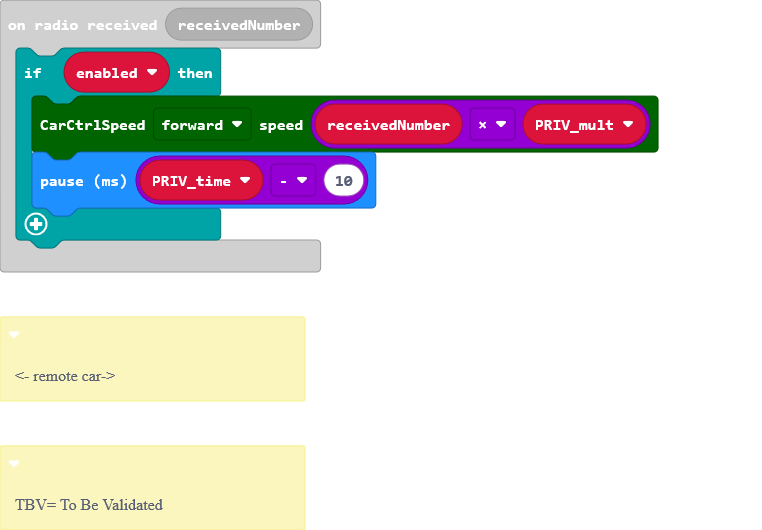 on radio received receivedNumber
if enabled then
CarCtrlSpeed forward speed receivedNumber × PRIV_mult
pause (ms) PRIV_time - 10
<- remote car->
TBV= To Be Validated